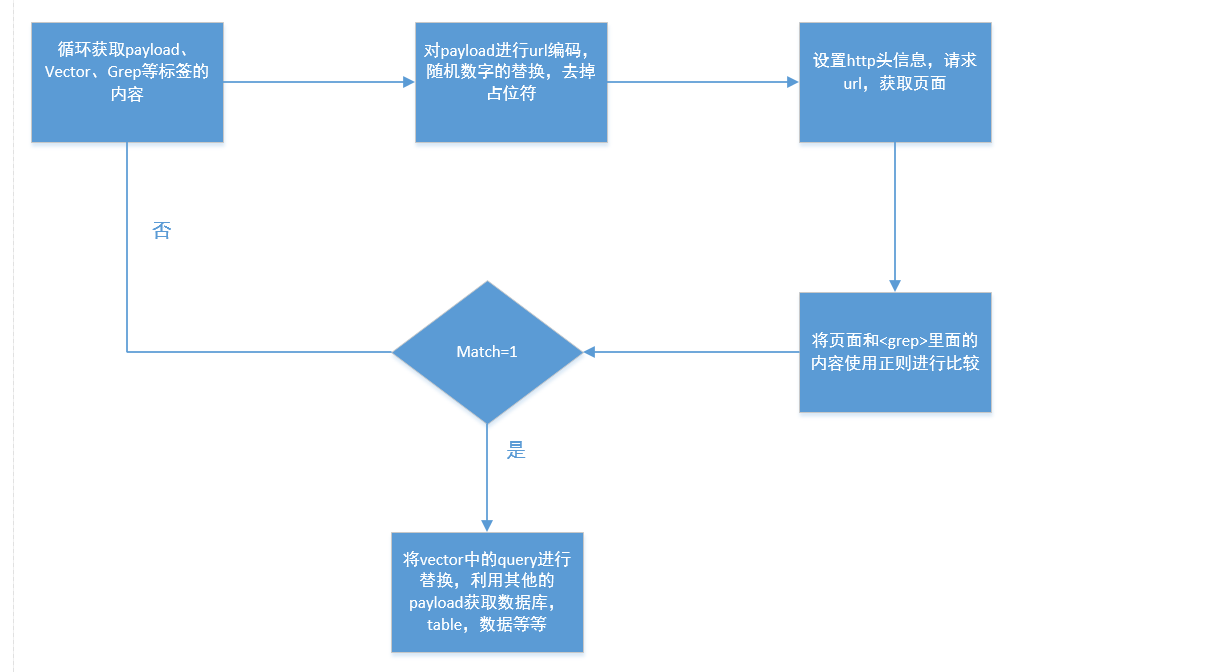 循环获取payload、
Vector、Grep等标签的
内容
对payload进行url编码，
随机数字的替换，去掉
占位符
设置http头信息，请求
url，获取页面
否
Match=1
将页面和<grep>里面的
内容使用正则进行比较
是
将vector中的query进行
替换，利用其他的
payload获取数据库，
table，数据等等